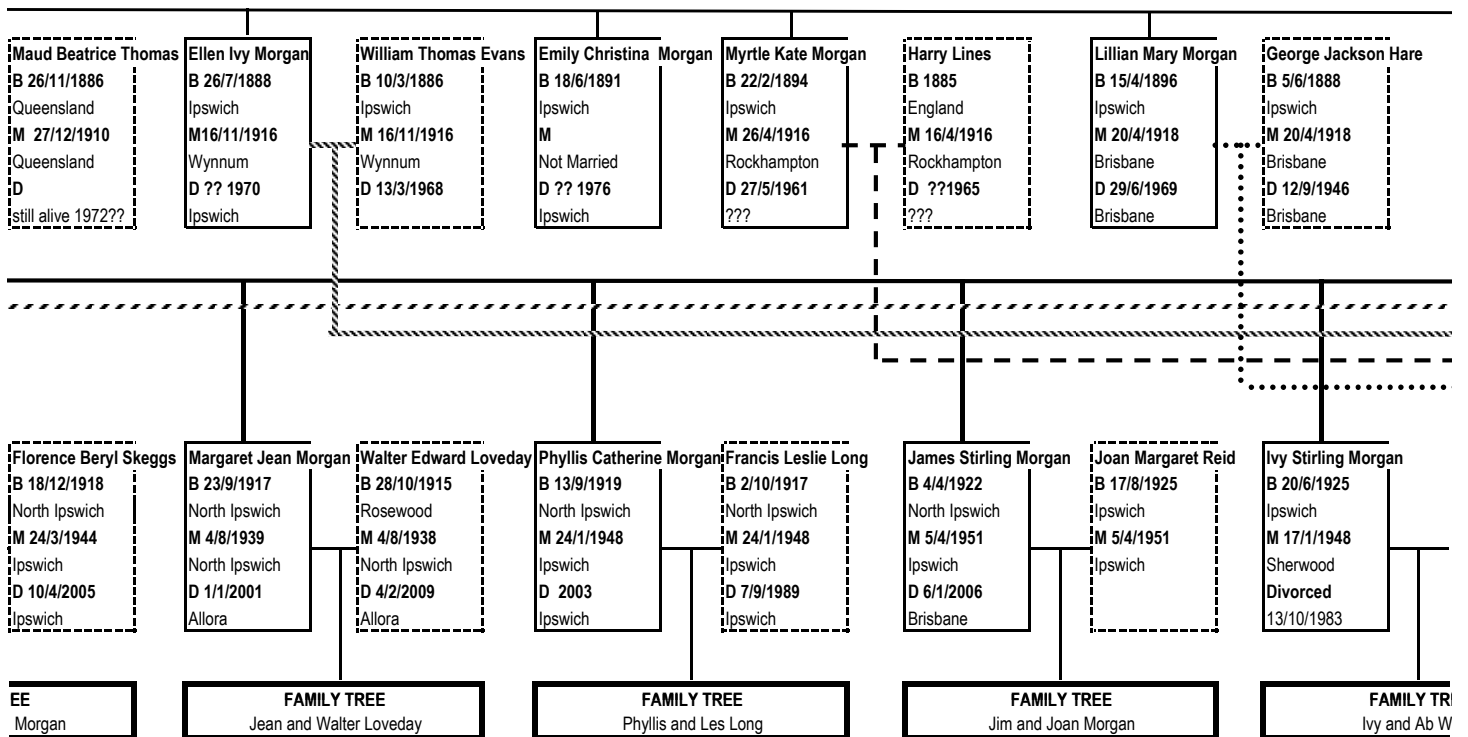 Maud Beatrice Thomas
B 26/11/1886
Queensland
M 27/12/1910
Queensland
D
still alive 1972??
Ellen Ivy Morgan
B 26/7/1888
Ipswich
M16/11/1916
Wynnum
D ?? 1970
Ipswich
William Thomas Evans
B 10/3/1886
Ipswich
M 16/11/1916
Wynnum
D 13/3/1968
Emily Christina Morgan
B 18/6/1891
Ipswich
M
Not Married
D ?? 1976
Ipswich
Myrtle Kate Morgan
B 22/2/1894
Ipswich
M 26/4/1916
Rockhampton
D 27/5/1961
???
Harry Lines
B 1885
England
M 16/4/1916
Rockhampton
D ??1965
???
Lillian Mary Morgan
B 15/4/1896
Ipswich
M 20/4/1918
Brisbane
D 29/6/1969
Brisbane
George Jackson Hare
B 5/6/1888
Ipswich
M 20/4/1918
Brisbane
D 12/9/1946
Brisbane
Florence Beryl Skeggs
B 18/12/1918
North Ipswich
M 24/3/1944
Ipswich
D 10/4/2005
Ipswich
Margaret Jean Morgan
B 23/9/1917
North Ipswich
M 4/8/1939
North Ipswich
D 1/1/2001
Allora
Walter Edward Loveday
B 28/10/1915
Rosewood
M 4/8/1938
North Ipswich
D 4/2/2009
Allora
Phyllis Catherine Morgan
B 13/9/1919
North Ipswich
M 24/1/1948
Ipswich
D 2003
Ipswich
Francis Leslie Long
B 2/10/1917
North Ipswich
M 24/1/1948
Ipswich
D 7/9/1989
Ipswich
James Stirling Morgan
B 4/4/1922
North Ipswich
M 5/4/1951
Ipswich
D 6/1/2006
Brisbane
Joan Margaret Reid
B 17/8/1925
Ipswich
M 5/4/1951
Ipswich
Ivy Stirling Morgan
B 20/6/1925
Ipswich
M 17/1/1948
Sherwood
Divorced
13/10/1983
EE
Morgan
FAMILY TREE
Jean and Walter Loveday
FAMILY TREE
Phyllis and Les Long
FAMILY TREE
Jim and Joan Morgan
FAMILY TR
Ivy and Ab W